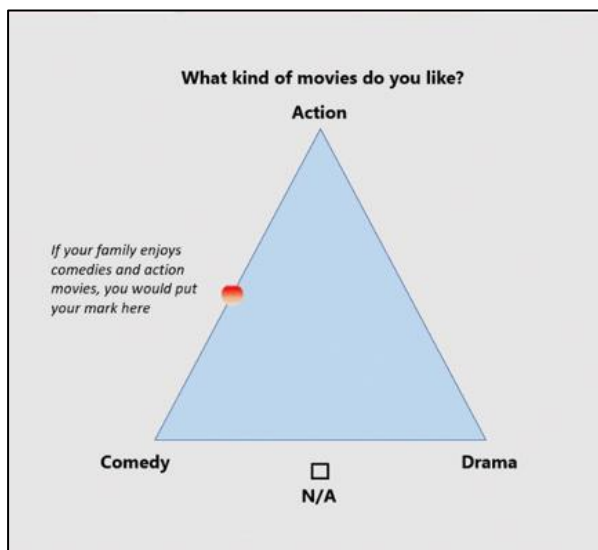 What kind of movies do you like?
Action
If your family enjoys
comedies and action
movies, you would put
your mark here
Comedy
Drama
N/A